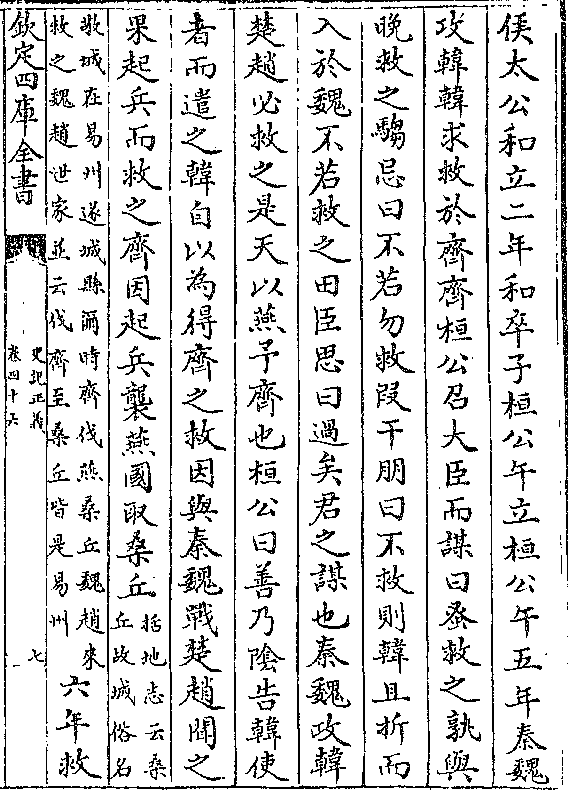 侯太公和立二年和卒子桓公午立桓公午五年秦魏
攻韓韓求救於齊齊桓公召大臣而謀曰蚤救之孰與
晚救之騶忌曰不若勿救段干朋曰不救則韓且折而
入於魏不若救之田臣思曰過矣君之謀也秦魏攻韓
楚趙必救之是天以燕予齊也桓公曰善乃隂告韓使
者而遣之韓自以為得齊之救因與秦魏戰楚趙聞之
果起兵而救之齊因起兵襲燕國取桑丘
括地志云桑
丘故城俗名
敬城在易州遂城縣爾時齊伐燕桑丘魏趙來
救之魏趙世家並云伐齊至桑丘皆是易州
六年救
欽定四庫全書
史記正義
卷四十六
七